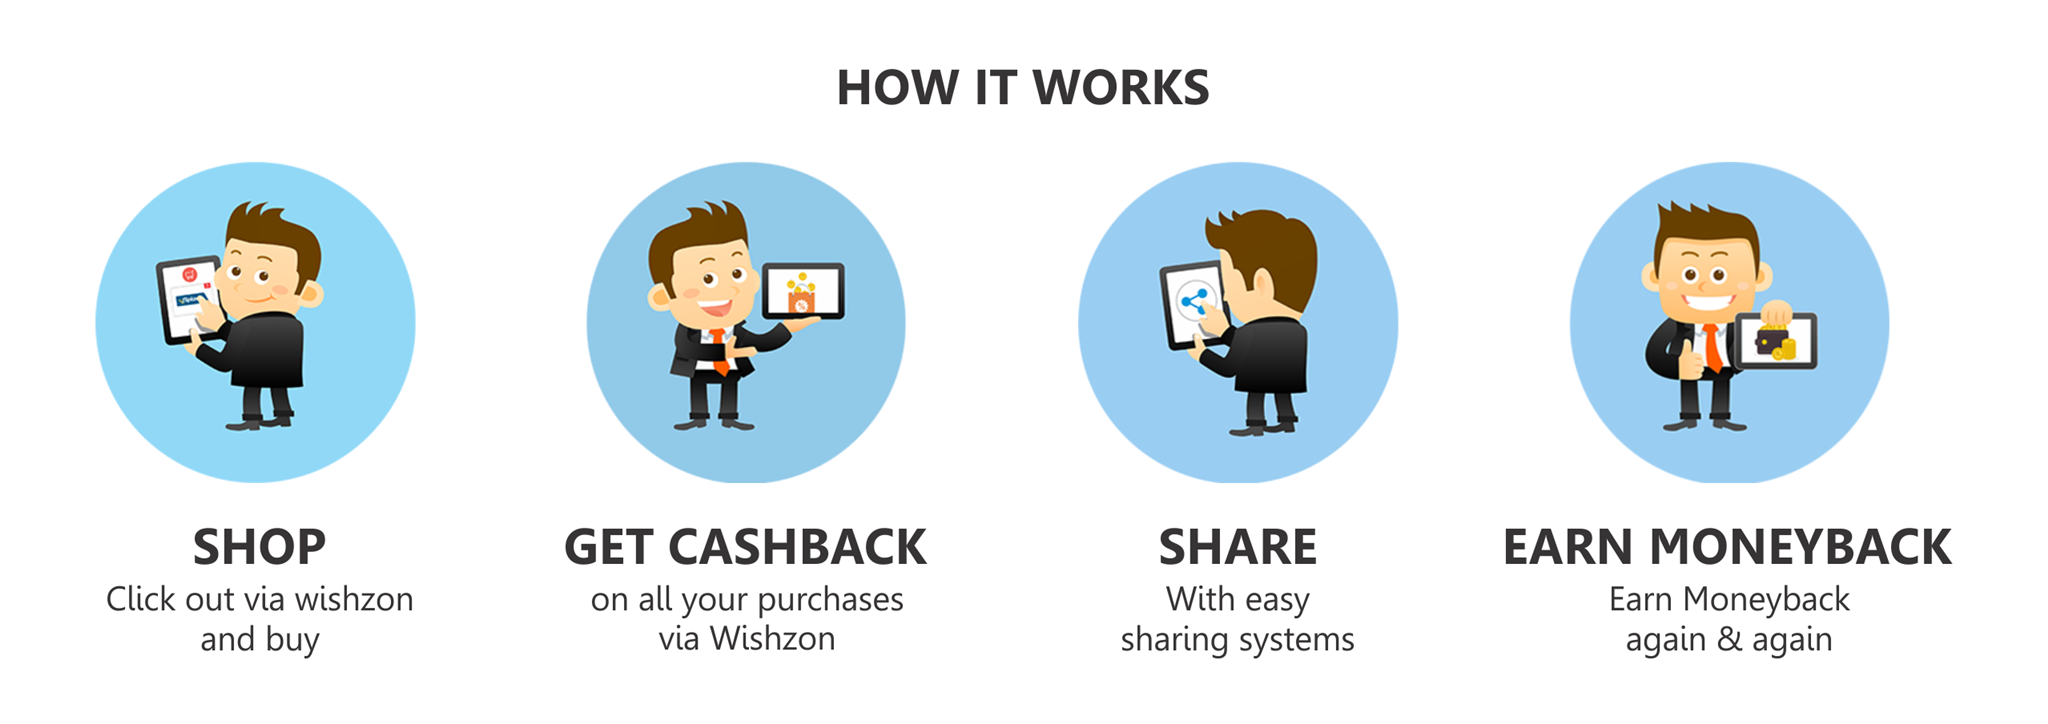 HOW IT WORKS
SHOP
Click out via wishzon
and buy
GET CASHBACK
on all your purchases
via Wishzon
SHARE
With easy
sharing systems
EARN MONEYBACK
Earn Moneyback
again & again